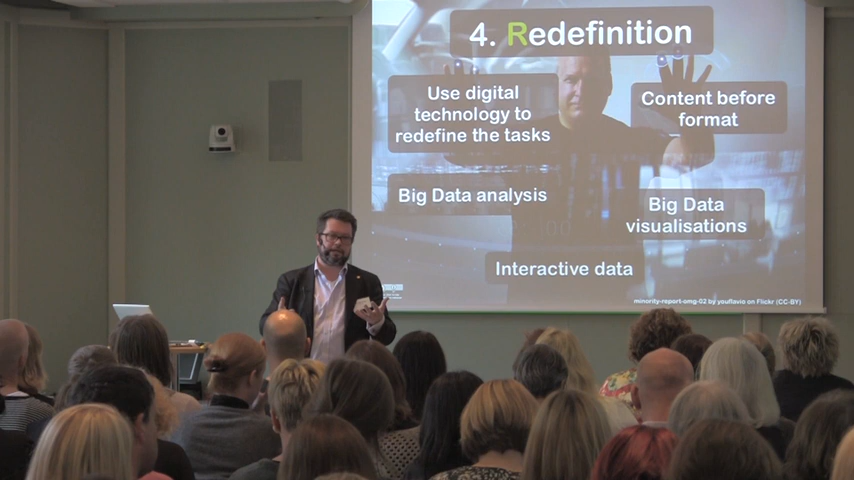 4. Redefinition
Use digital
technology to
redefine the tasks
Content before
format
Big Data analysis
Big Data
visualisations
Interactive data
minority-report-omg-02 by youflavio on Flickr (CC-BY)